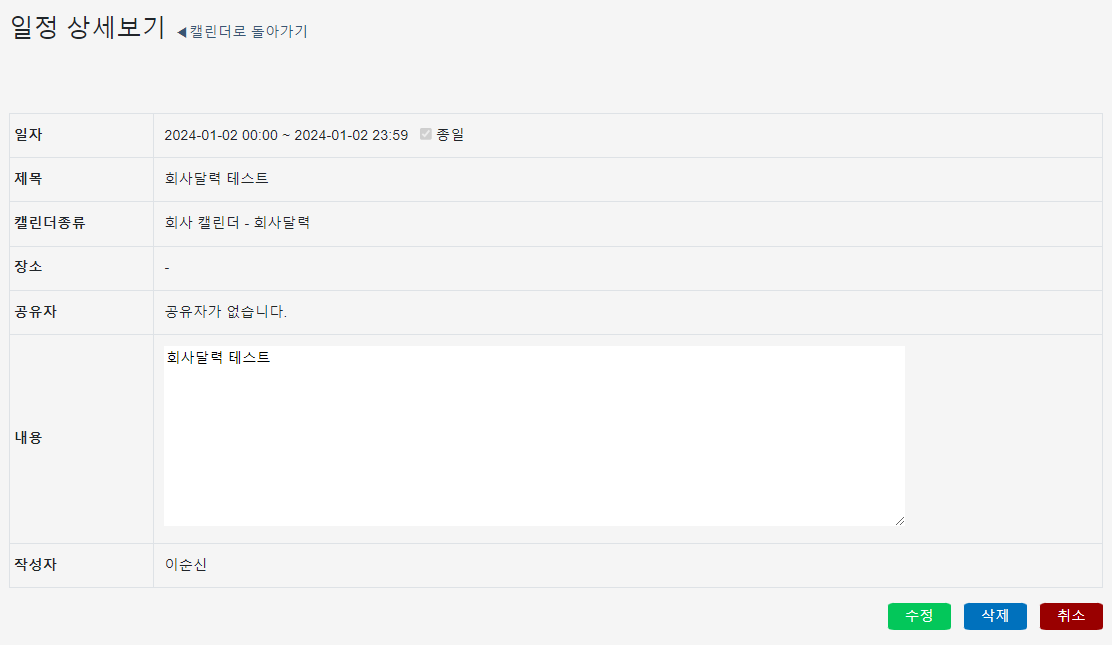 일정 상세보기 ◀캘린더로 돌아가기
일자 2024-01-02 00:00 ~ 2024-01-02 23:59 종일
제목 회사달력 테스트
캘린더종류 회사 캘린더 - 회사달력
장소 -
공유자 공유자가 없습니다.
내용 회사달력 테스트
작성자 이순신
수정 삭제 취소